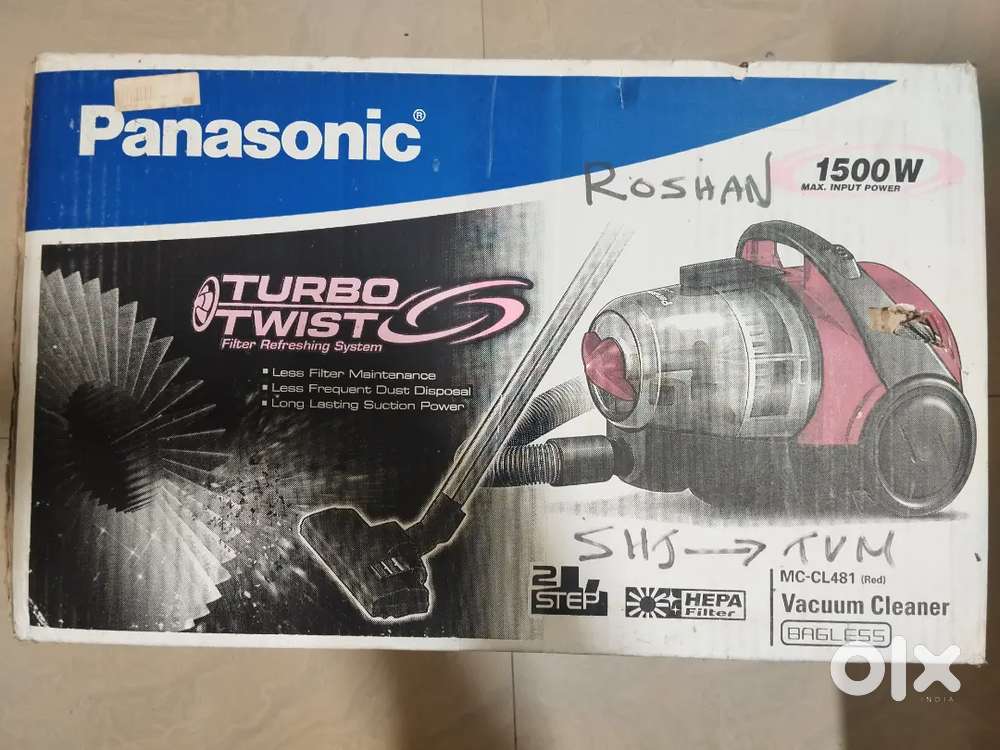 Panasonic®
ROSHAN
1500W
MAX. INPUT POWER
TURBO
TWIST
Filter Refreshing System
▪ Less Filter Maintenance
▪ Less Frequent Dust Disposal
▪ Long Lasting Suction Power
SHJ → TVM
2
STEP
HEPA
Filter
MC-CL481 (Red)
Vacuum Cleaner
BAGLESS
olx
INDIA